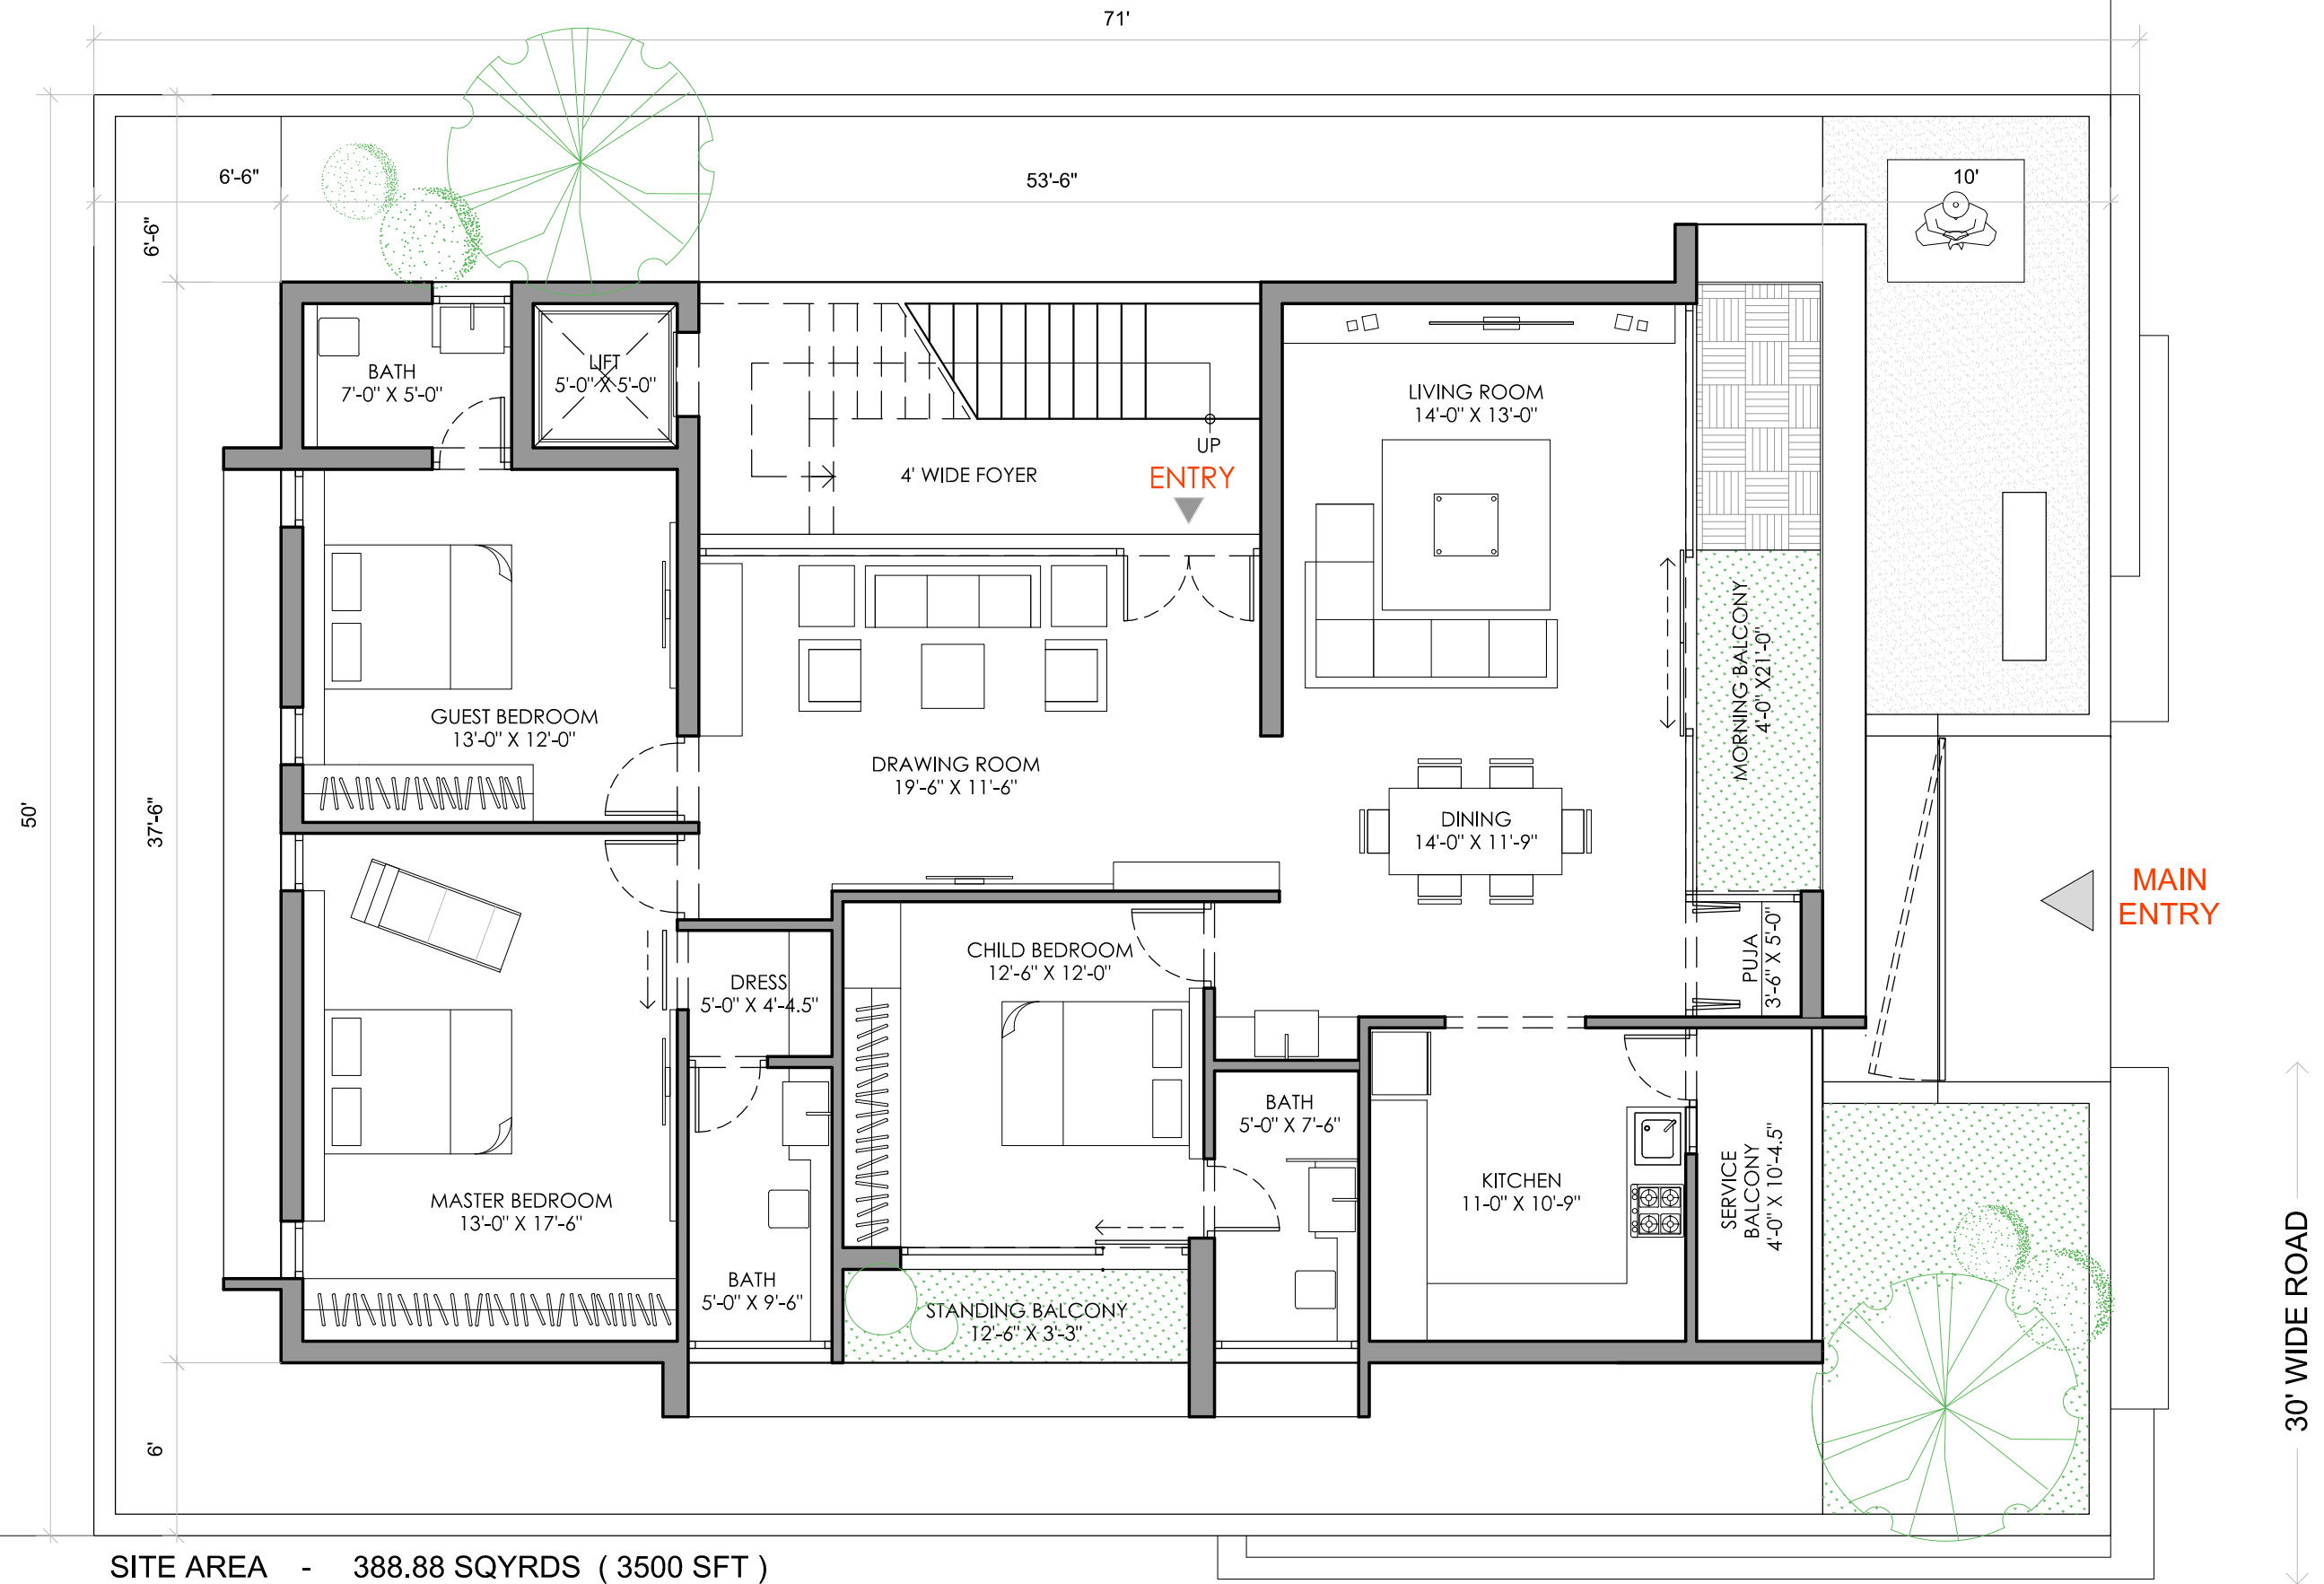 71'
6'-6"
53'-6"
10'
6'-6"
BATH
7'-0" X 5'-0"
LIFT
5'-0" X 5'-0"
LIVING ROOM
14'-0" X 13'-0"
UP
4' WIDE FOYER
ENTRY
MORNING BALCONY
4'-0" X21'-0"
GUEST BEDROOM
13'-0" X 12'-0"
DRAWING ROOM
19'-6" X 11'-6"
50'
37'-6"
DINING
14'-0" X 11'-9"
MAIN
ENTRY
CHILD BEDROOM
12'-6" X 12'-0"
PUJA
3'-6" X 5'-0"
DRESS
5'-0" X 4'-4.5"
BATH
5'-0" X 7'-6"
MASTER BEDROOM
13'-0" X 17'-6"
KITCHEN
11-0" X 10'-9"
SERVICE
BALCONY
4'-0" X 10'-4.5"
BATH
5'-0" X 9'-6"
STANDING BALCONY
12'-6" X 3'-3"
30' WIDE ROAD
6'
SITE AREA - 388.88 SQYRDS ( 3500 SFT )